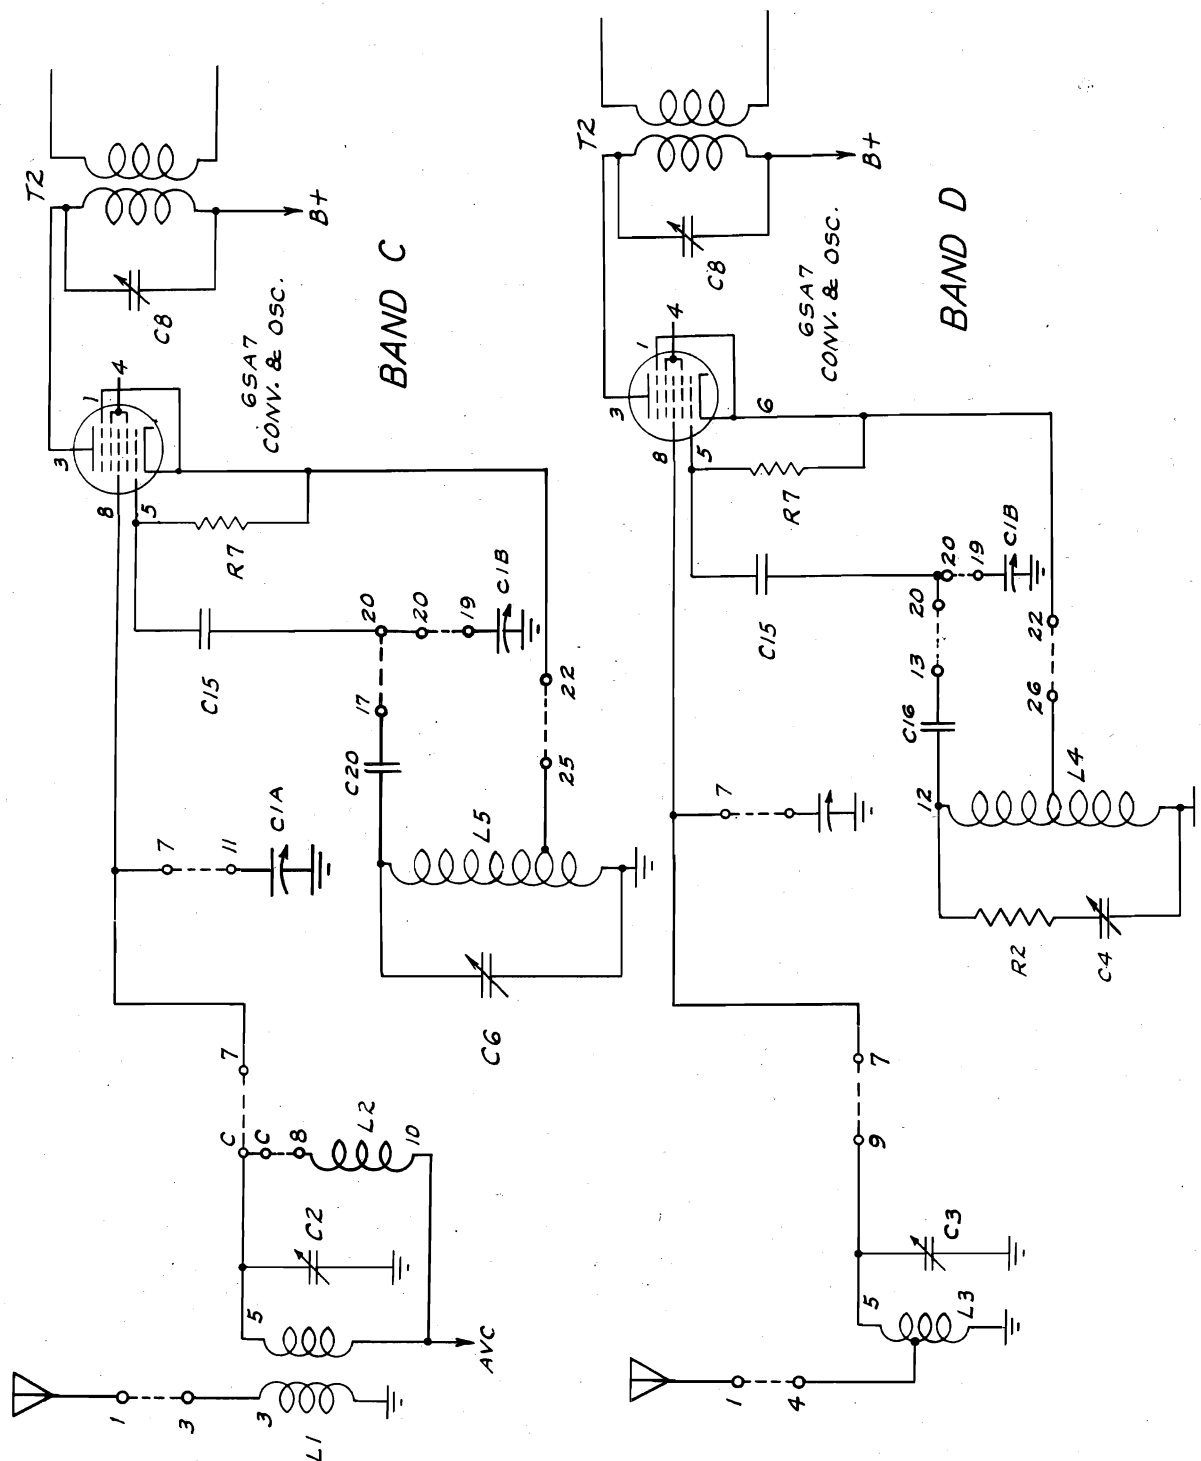 T2
B+
C8
6SA7
CONV. & OSC.
BAND C
3
1
4
8
5
R7
C15
20
20
19
C1B
17
C20
22
25
L5
C6
7
11
C1A
7
C
C
8
L2
10
C2
5
AVC
1
3
3
L1
T2
B+
C8
6SA7
CONV. & OSC.
BAND D
3
1
4
8
5
6
R7
C15
20
20
19
C1B
13
C16
12
22
26
L4
R2
C4
7
7
9
C3
5
L3
1
4